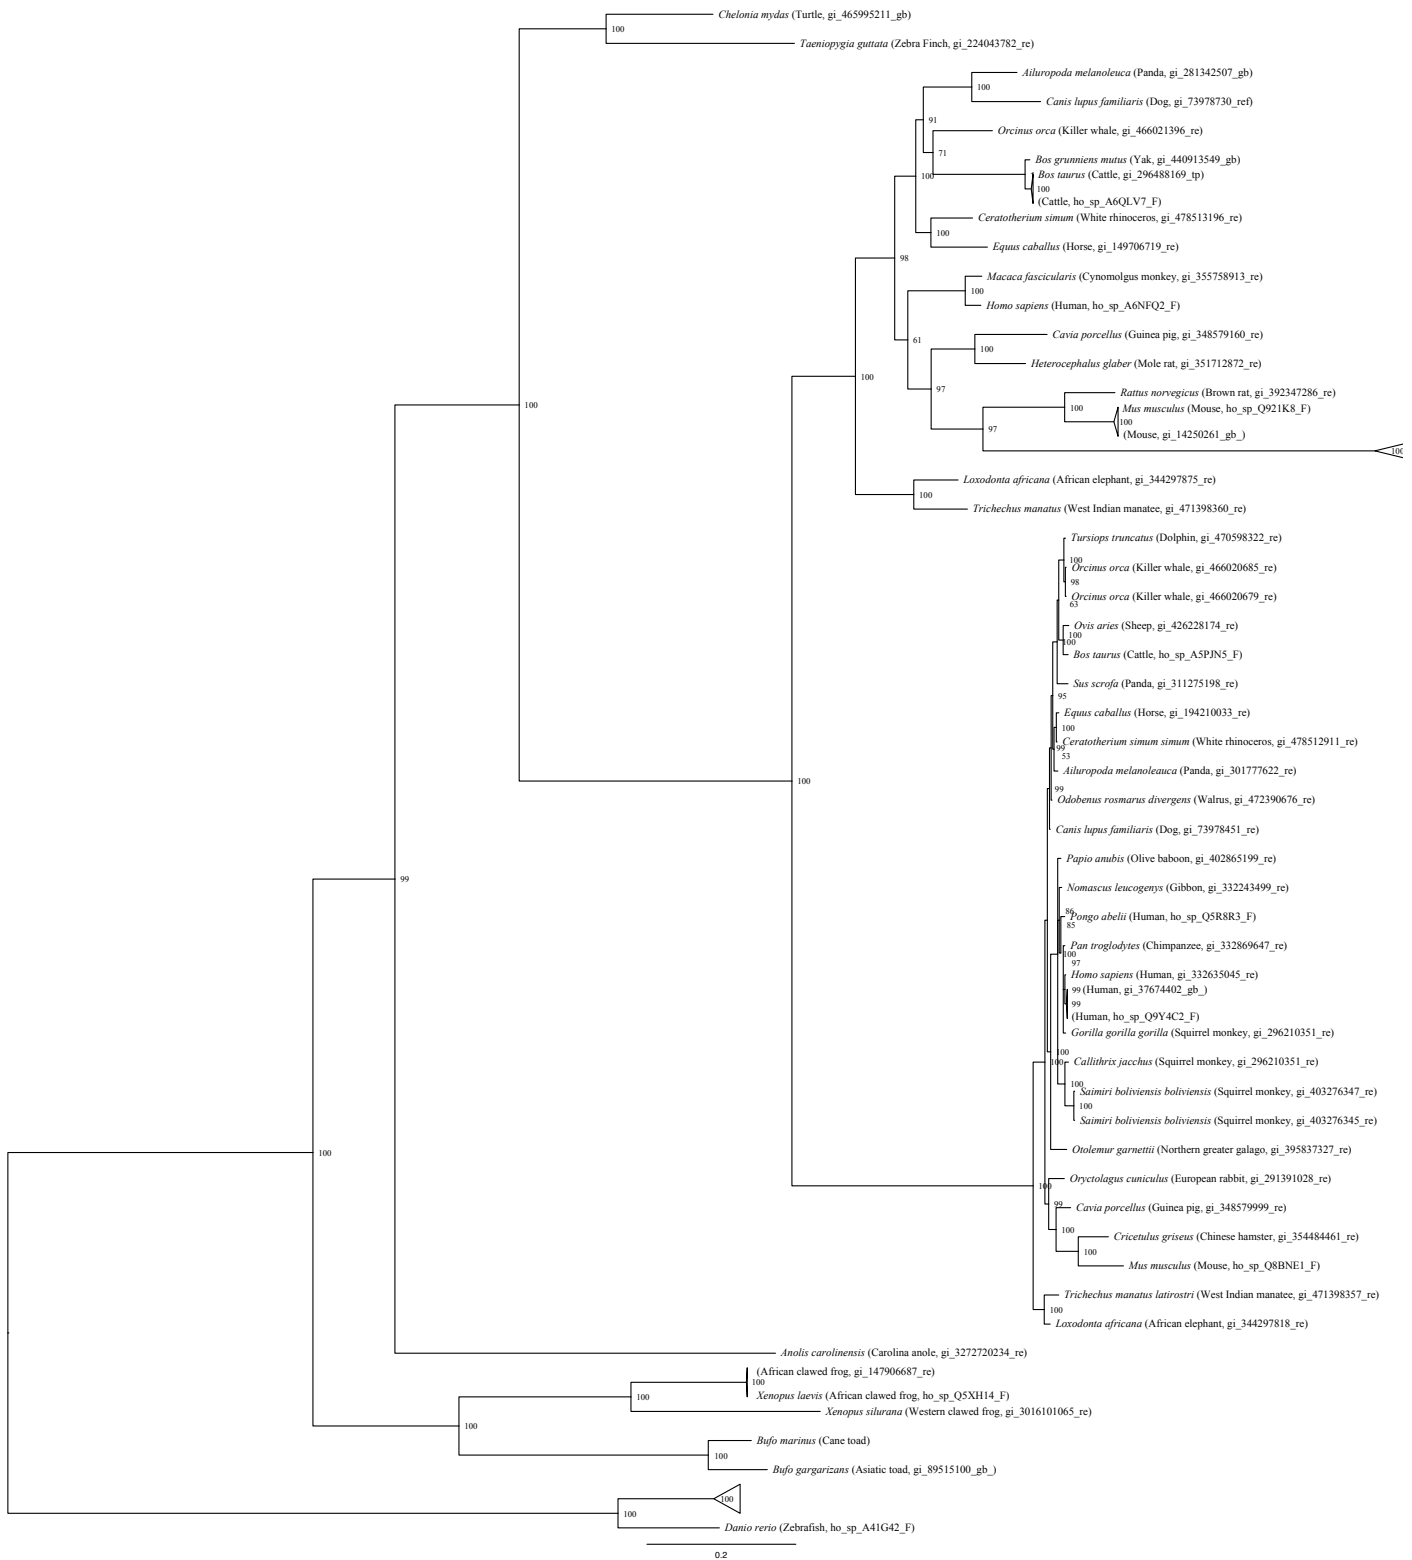 Chelonia mydas (Turtle, gi_465995211_gb)
100
Taeniopygia guttata (Zebra Finch, gi_224043782_re)
Ailuropoda melanoleuca (Panda, gi_281342507_gb)
100
Canis lupus familiaris (Dog, gi_73978730_ref)
91
Orcinus orca (Killer whale, gi_466021396_re)
71
Bos grunniens mutus (Yak, gi_440913549_gb)
Bos taurus (Cattle, gi_296488169_tp)
100
100
(Cattle, ho_sp_A6QLV7_F)
Ceratotherium simum (White rhinoceros, gi_478513196_re)
100
Equus caballus (Horse, gi_149706719_re)
98
Macaca fascicularis (Cynomolgus monkey, gi_355758913_re)
100
Homo sapiens (Human, ho_sp_A6NFQ2_F)
Cavia porcellus (Guinea pig, gi_348579160_re)
61
100
Heterocephalus glaber (Mole rat, gi_351712872_re)
100
97
Rattus norvegicus (Brown rat, gi_392347286_re)
100
Mus musculus (Mouse, ho_sp_Q921K8_F)
100
100
97
(Mouse, gi_14250261_gb_)
100
Loxodonta africana (African elephant, gi_344297875_re)
100
Trichechus manatus (West Indian manatee, gi_471398360_re)
Tursiops truncatus (Dolphin, gi_470598322_re)
100
Orcinus orca (Killer whale, gi_466020685_re)
98
Orcinus orca (Killer whale, gi_466020679_re)
63
Ovis aries (Sheep, gi_426228174_re)
100
100
Bos taurus (Cattle, ho_sp_A5PJN5_F)
Sus scrofa (Panda, gi_311275198_re)
95
Equus caballus (Horse, gi_194210033_re)
100
Ceratotherium simum simum (White rhinoceros, gi_478512911_re)
99
53
Ailuropoda melanoleauca (Panda, gi_301777622_re)
100
99
Odobenus rosmarus divergens (Walrus, gi_472390676_re)
Canis lupus familiaris (Dog, gi_73978451_re)
Papio anubis (Olive baboon, gi_402865199_re)
99
Nomascus leucogenys (Gibbon, gi_332243499_re)
86
Pongo abelii (Human, ho_sp_Q5R8R3_F)
85
Pan troglodytes (Chimpanzee, gi_332869647_re)
100
97
Homo sapiens (Human, gi_332635045_re)
99 (Human, gi_37674402_gb_)
99
(Human, ho_sp_Q9Y4C2_F)
Gorilla gorilla gorilla (Squirrel monkey, gi_296210351_re)
100
100
Callithrix jacchus (Squirrel monkey, gi_296210351_re)
100
Saimiri boliviensis boliviensis (Squirrel monkey, gi_403276347_re)
100
Saimiri boliviensis boliviensis (Squirrel monkey, gi_403276345_re)
Otolemur garnettii (Northern greater galago, gi_395837327_re)
100
Oryctolagus cuniculus (European rabbit, gi_291391028_re)
100
99
Cavia porcellus (Guinea pig, gi_348579999_re)
100
Cricetulus griseus (Chinese hamster, gi_354484461_re)
100
Mus musculus (Mouse, ho_sp_Q8BNE1_F)
Trichechus manatus latirostri (West Indian manatee, gi_471398357_re)
100
Loxodonta africana (African elephant, gi_344297818_re)
Anolis carolinensis (Carolina anole, gi_3272720234_re)
(African clawed frog, gi_147906687_re)
100
100
Xenopus laevis (African clawed frog, ho_sp_Q5XH14_F)
Xenopus silurana (Western clawed frog, gi_3016101065_re)
100
Bufo marinus (Cane toad)
100
Bufo gargarizans (Asiatic toad, gi_89515100_gb_)
100
100
Danio rerio (Zebrafish, ho_sp_A41G42_F)
0.2